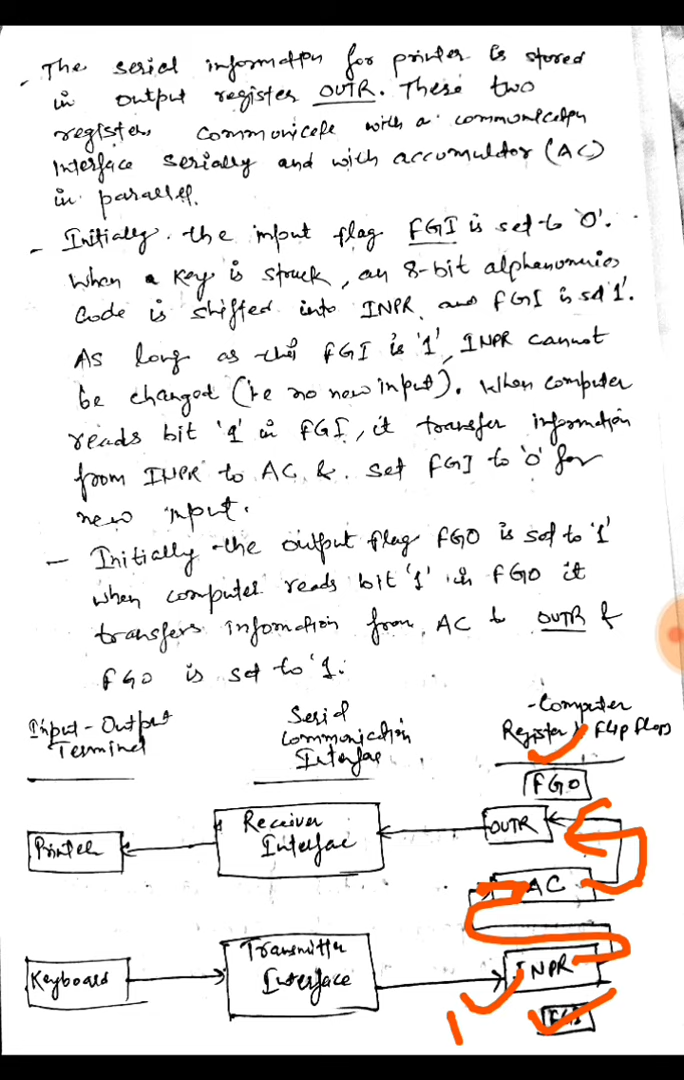 - The serial information for printer is stored
in output register OUTR. These two
registers communicate with a communication
Interface serially and with accumulator (AC)
in parallel.
- Initially the input flag FGI is set to '0'.
When a key is struck, an 8-bit alphanumeric
Code is shifted into INPR and FGI is set '1'.
As long as the FGI is '1', INPR cannot
be changed (ie no new input). When computer
reads bit '1' in FGI, it transfer information
from INPR to AC & set FGI to '0' for
new input.
- Initially the output flag FGO is set to '1'
when computer reads bit '1' in FGO it
transfers information from AC to OUTR &
FGO is set to '1.
Input-Output
Terminal
Serial
Communication
Interface
-Computer
Register & Flip flops
FGO
Printer
Receiver
Interface
OUTR
AC
Keyboard
Transmitter
Interface
INPR
FGI